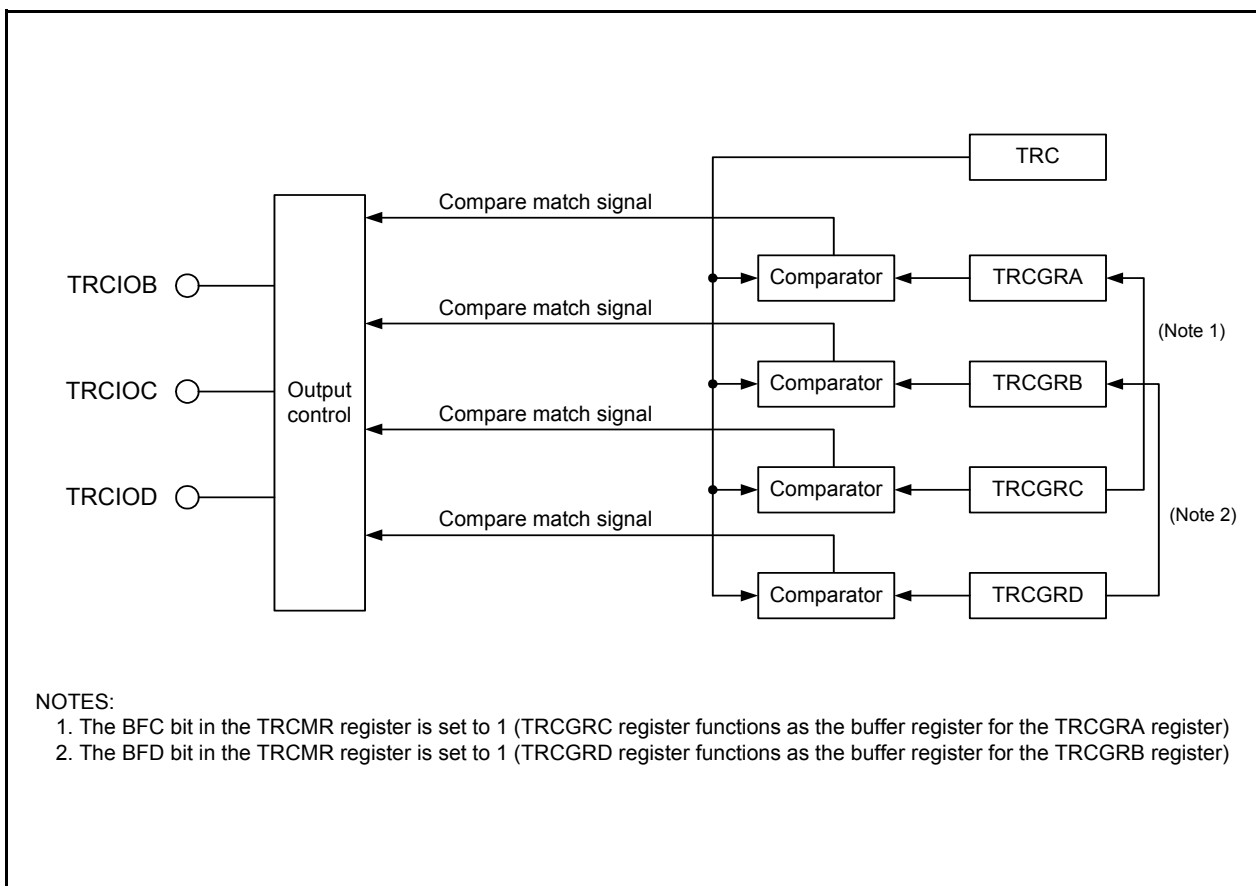 TRC
Compare match signal
Comparator
TRCGRA
TRCIOB
(Note 1)
Compare match signal
Comparator
TRCGRB
TRCIOC
Output
control
Compare match signal
Comparator
TRCGRC
TRCIOD
(Note 2)
Compare match signal
Comparator
TRCGRD
NOTES:
1. The BFC bit in the TRCMR register is set to 1 (TRCGRC register functions as the buffer register for the TRCGRA register)
2. The BFD bit in the TRCMR register is set to 1 (TRCGRD register functions as the buffer register for the TRCGRB register)